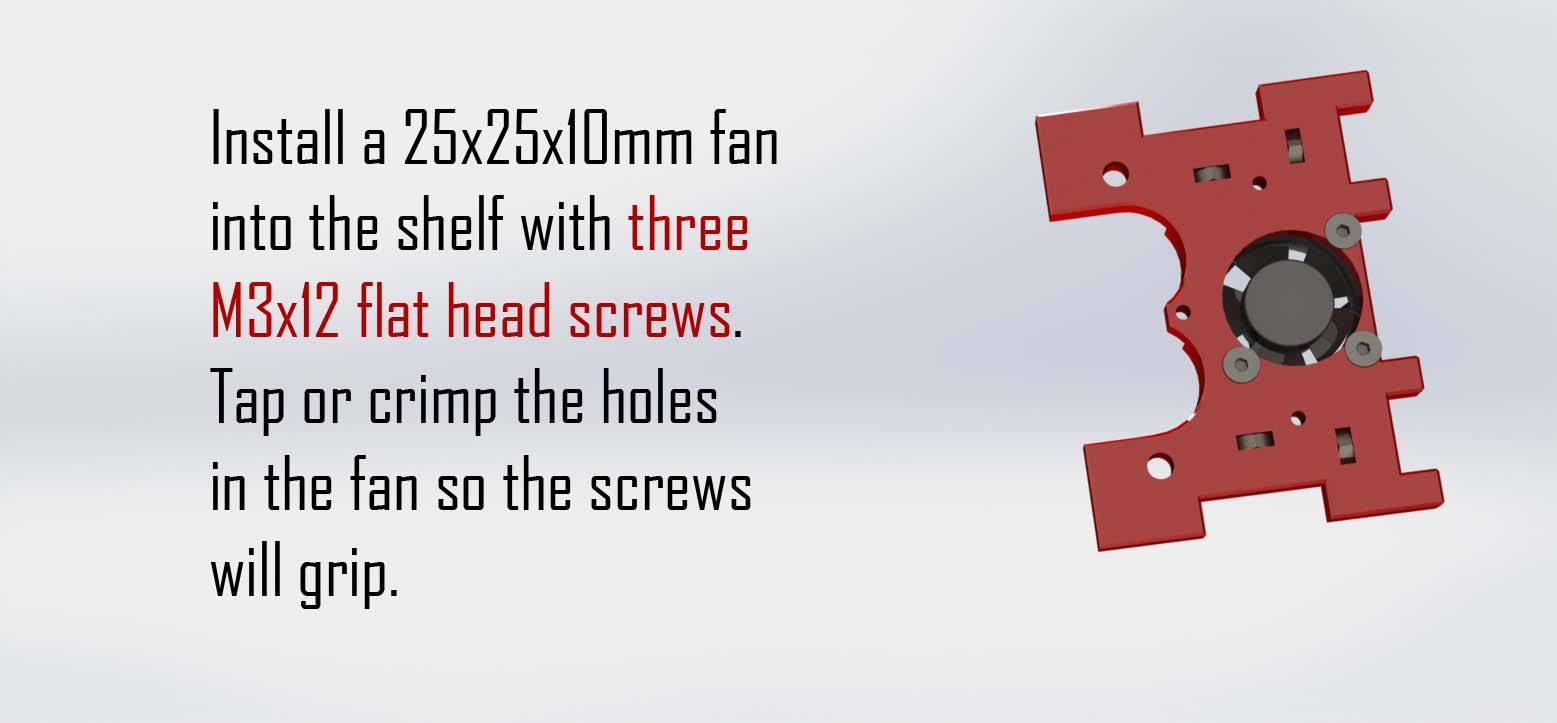 Install a 25x25x10mm fan
into the shelf with three
M3x12 flat head screws.
Tap or crimp the holes
in the fan so the screws
will grip.